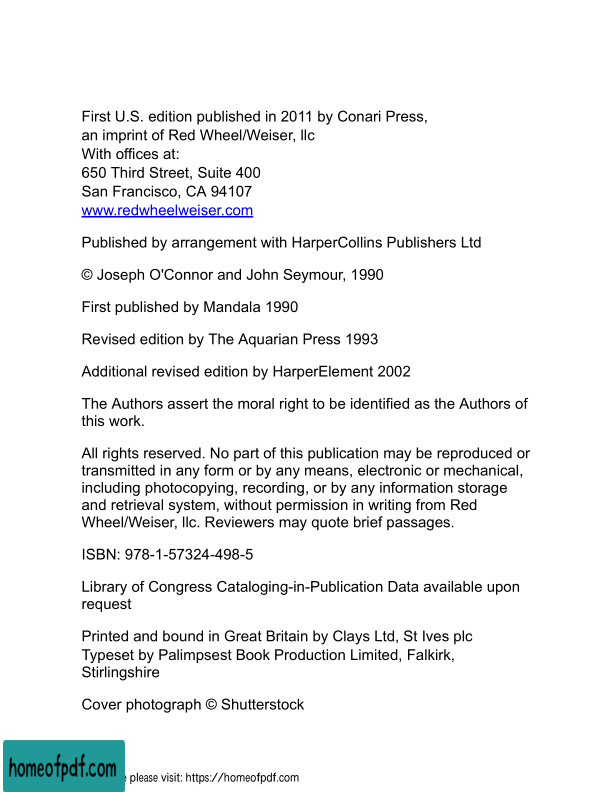 First U.S. edition published in 2011 by Conari Press,
an imprint of Red Wheel/Weiser, llc
With offices at:
650 Third Street, Suite 400
San Francisco, CA 94107
www.redwheelweiser.com
Published by arrangement with HarperCollins Publishers Ltd
© Joseph O'Connor and John Seymour, 1990
First published by Mandala 1990
Revised edition by The Aquarian Press 1993
Additional revised edition by HarperElement 2002
The Authors assert the moral right to be identified as the Authors of
this work.
All rights reserved. No part of this publication may be reproduced or
transmitted in any form or by any means, electronic or mechanical,
including photocopying, recording, or by any information storage
and retrieval system, without permission in writing from Red
Wheel/Weiser, llc. Reviewers may quote brief passages.
ISBN: 978-1-57324-498-5
Library of Congress Cataloging-in-Publication Data available upon
request
Printed and bound in Great Britain by Clays Ltd, St Ives plc
Typeset by Palimpsest Book Production Limited, Falkirk,
Stirlingshire
Cover photograph © Shutterstock
homeofpdf.com
please visit: https://homeofpdf.com